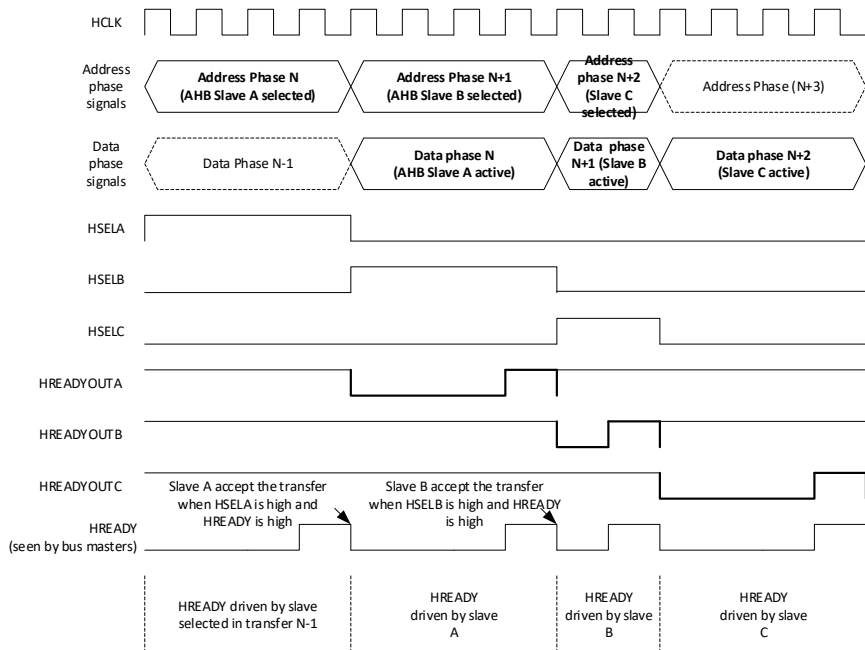 HCLK
Address
phase
signals
Address Phase N
(AHB Slave A selected)
Address Phase N+1
(AHB Slave B selected)
Address
phase N+2
(Slave C
selected)
Address Phase (N+3)
Data
phase
signals
Data Phase N-1
Data phase N
(AHB Slave A active)
Data phase
N+1 (Slave B
active)
Data phase N+2
(Slave C active)
HSELA
HSELB
HSELC
HREADYOUTA
HREADYOUTB
HREADYOUTC
Slave A accept the transfer
when HSELA is high and
HREADY is high
Slave B accept the transfer
when HSELB is high and HREADY
is high
HREADY
(seen by bus masters)
HREADY driven by slave
selected in transfer N-1
HREADY
driven by slave
A
HREADY
driven by slave
B
HREADY
driven by slave
C